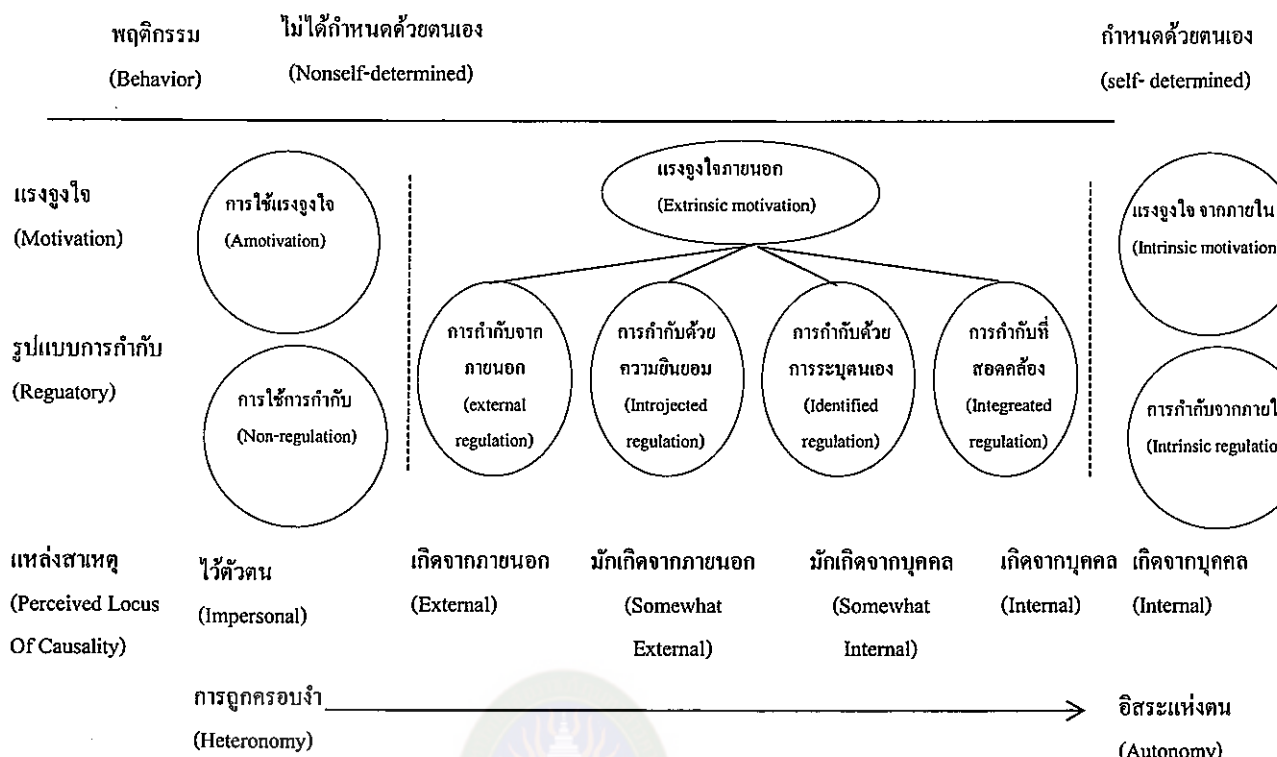 พฤติกรรม
(Behavior)
ไม่ได้กำหนดด้วยตนเอง
(Nonself-determined)
กำหนดด้วยตนเอง
(self- determined)
แรงจูงใจ
(Motivation)
การใช้แรงจูงใจ
(Amotivation)
แรงจูงใจภายนอก
(Extrinsic motivation)
แรงจูงใจ จากภายใน
(Intrinsic motivation
รูปแบบการกำกับ
(Reguatory)
การใช้การกำกับ
(Non-regulation)
การกำกับจาก
ภายนอก
(external
regulation)
การกำกับด้วย
ความยินยอม
(Introjected
regulation)
การกำกับด้วย
การระบุตนเอง
(Identified
regulation)
การกำกับที่
สอดคล้อง
(Integreated
regulation)
การกำกับจากภายใ
(Intrinsic regulatio
แหล่งสาเหตุ
(Perceived Locus
Of Causality)
ไว้ตัวตน
(Impersonal)
เกิดจากภายนอก
(External)
มักเกิดจากภายนอก
(Somewhat
External)
มักเกิดจากบุคคล
(Somewhat
Internal)
เกิดจากบุคคล
(Internal)
เกิดจากบุคคล
(Internal)
การถูกครอบงำ
(Heteronomy)
อิสระแห่งตน
(Autonomy)